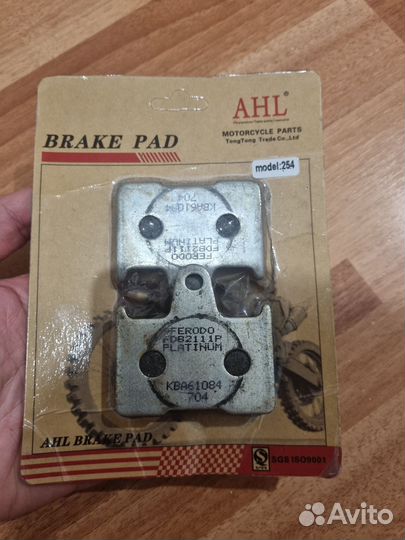 AHL
MOTORCYCLE PARTS
TongTong Trade Co.,Ltd
BRAKE PAD
model:254
KBA61084
704
FERODO
FDB2111P
PLATINUM
FERODO
FDB2111P
PLATINUM
KBA61084
704
AHL BRAKE PAD
SGS ISO9001
Avito